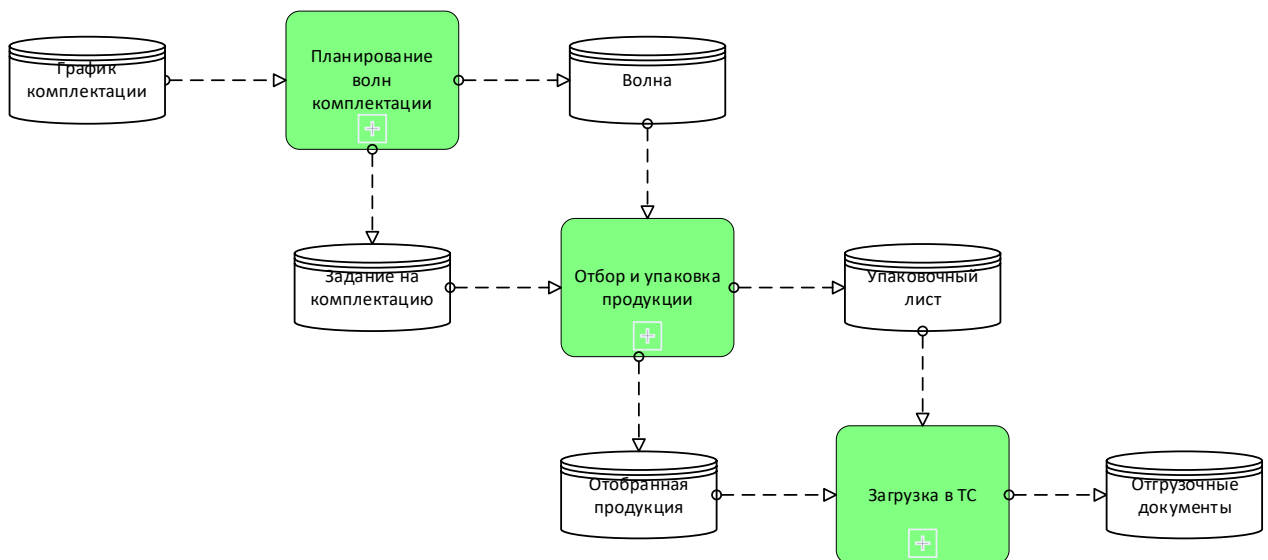 График
комплектации
Планирование
волн
комплектации
Волна
Задание на
комплектацию
Отбор и упаковка
продукции
Упаковочный
лист
Отобранная
продукция
Загрузка в ТС
Отгрузочные
документы